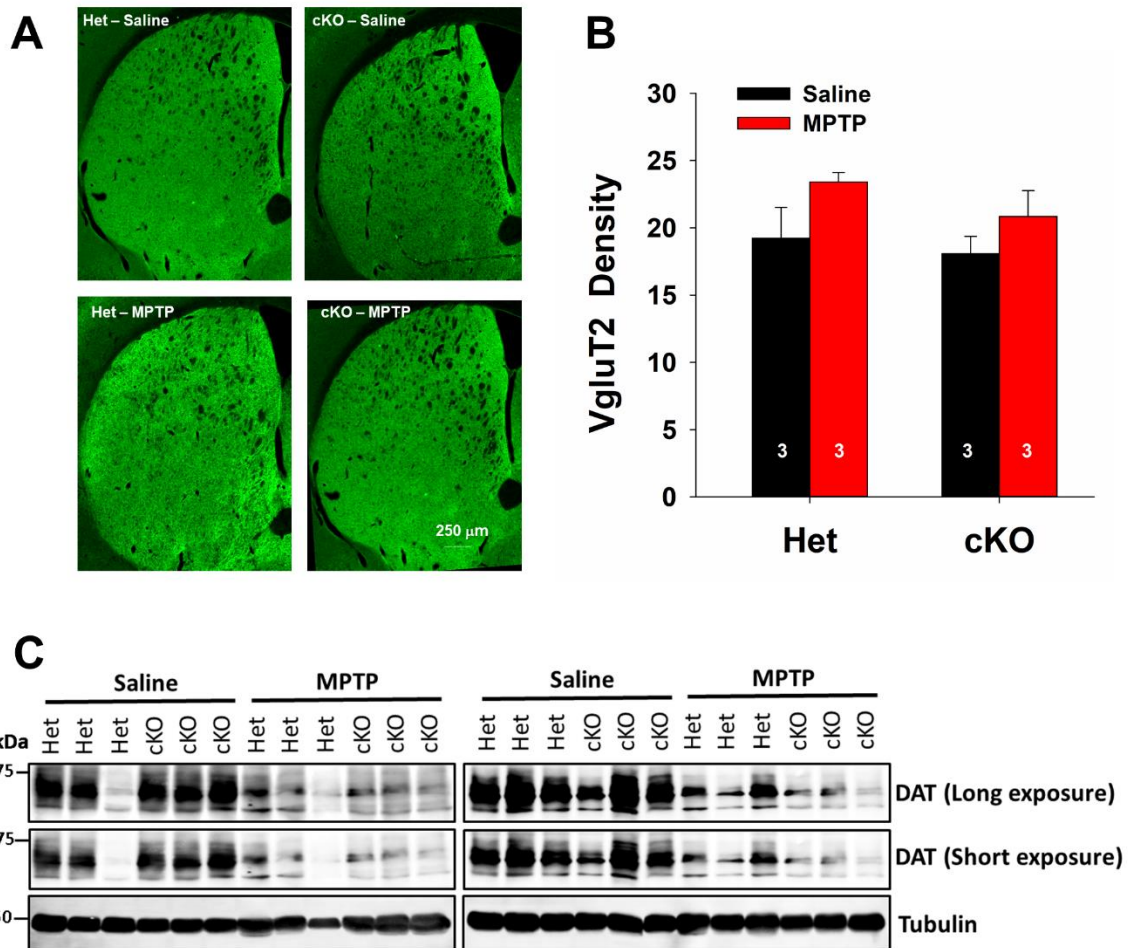 A
Het – Saline
cKO – Saline
Het – MPTP
cKO – MPTP
250 μm
B
Saline
MPTP
30
25
20
15
10
5
0
VgluT2 Density
3 3 3 3
Het cKO
C
Saline MPTP Saline MPTP
Het Het Het cKO cKO cKO Het Het Het cKO cKO cKO Het Het Het cKO cKO cKO Het Het Het cKO cKO cKO
kDa
75
DAT (Long exposure)
75
DAT (Short exposure)
50
Tubulin